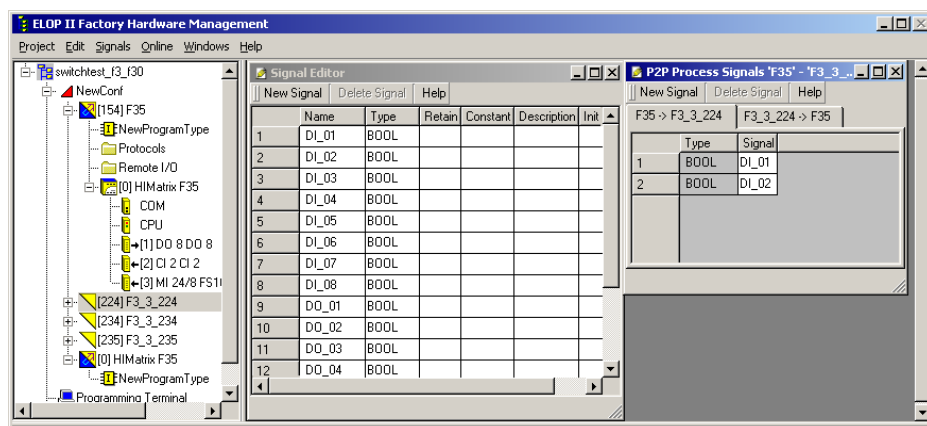 ELOP II Factory Hardware Management
Project Edit Signals Online Windows Help
switchtest_f3_f30
NewConf
[154] F35
NewProgramType
Protocols
Remote I/O
[0] HIMatrix F35
COM
CPU
[1] DO 8 DO 8
[2] CI 2 CI 2
[3] MI 24/8 FS1
[224] F3_3_224
[234] F3_3_234
[235] F3_3_235
[0] HIMatrix F35
NewProgramType
Programming Terminal
Signal Editor
New Signal Delete Signal Help
Name Type Retain Constant Description Init
1 DI_01 BOOL
2 DI_02 BOOL
3 DI_03 BOOL
4 DI_04 BOOL
5 DI_05 BOOL
6 DI_06 BOOL
7 DI_07 BOOL
8 DI_08 BOOL
9 DO_01 BOOL
10 DO_02 BOOL
11 DO_03 BOOL
12 DO_04 BOOL
P2P Process Signals 'F35' - 'F3_3_...
New Signal Delete Signal Help
F35 -> F3_3_224 F3_3_224 -> F35
Type Signal
1 BOOL DI_01
2 BOOL DI_02